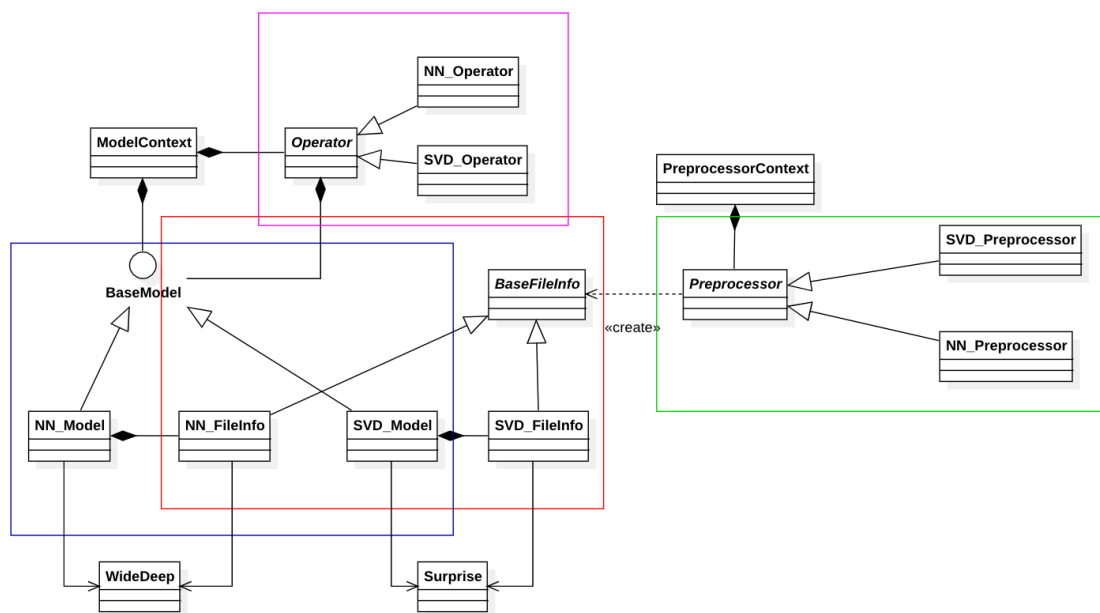 NN_Operator
ModelContext
Operator
SVD_Operator
PreprocessorContext
SVD_Preprocessor
BaseModel
BaseFileInfo
Preprocessor
«create»
NN_Preprocessor
NN_Model
NN_FileInfo
SVD_Model
SVD_FileInfo
WideDeep
Surprise